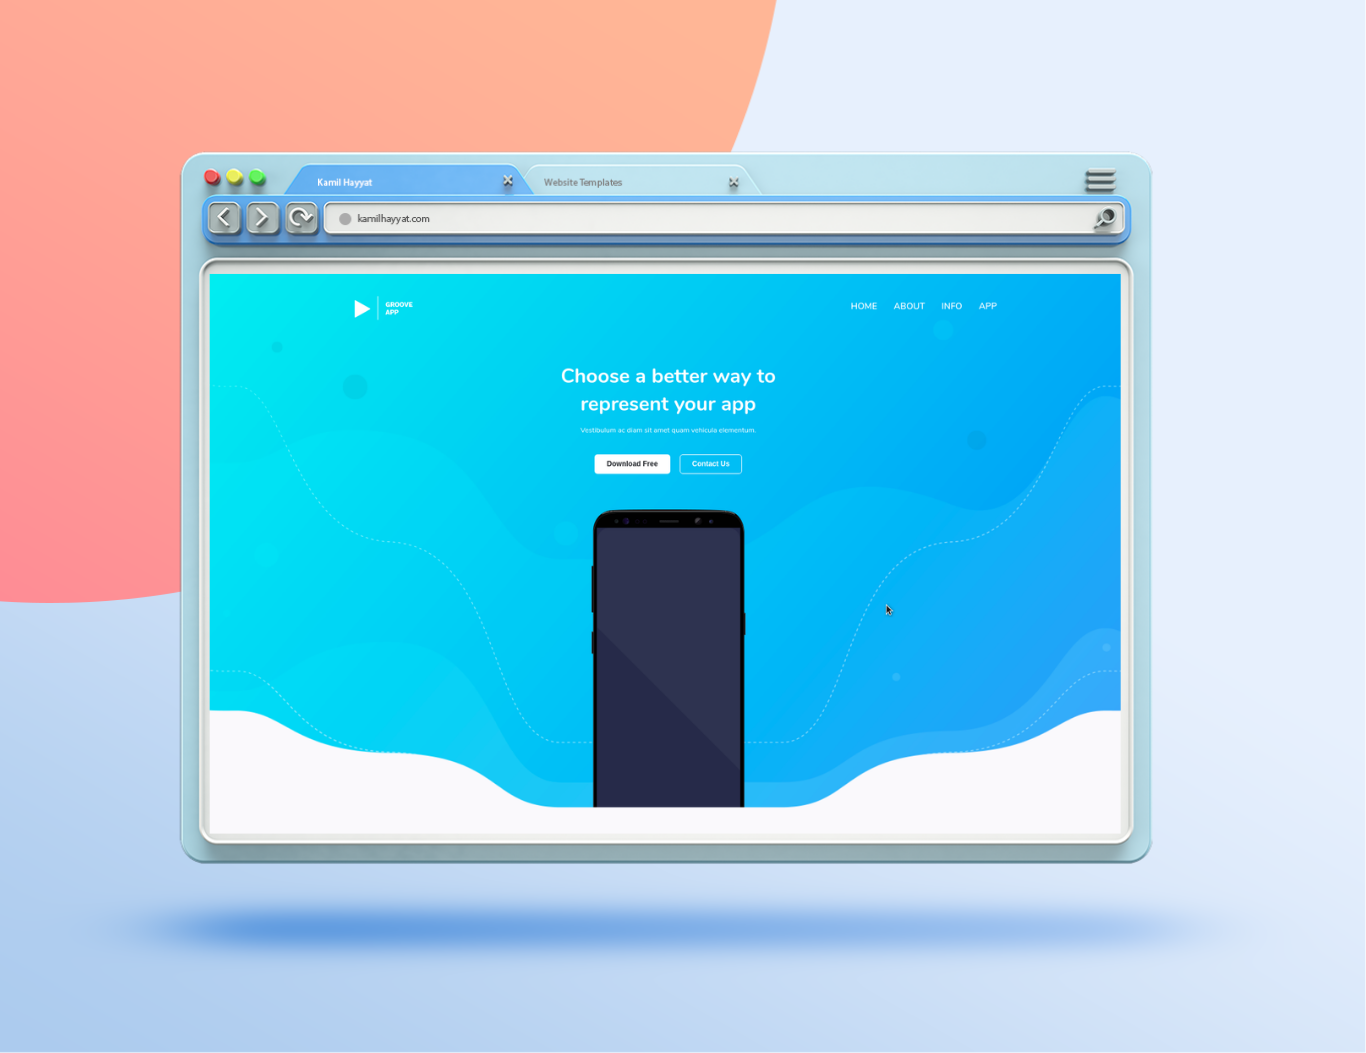 Kamil Hayyat
Website Templates
kamilhayyat.com
GROOVE
APP
HOME ABOUT INFO APP
Choose a better way to
represent your app
Vestibulum ac diam sit amet quam vehicula elementum.
Download Free Contact Us